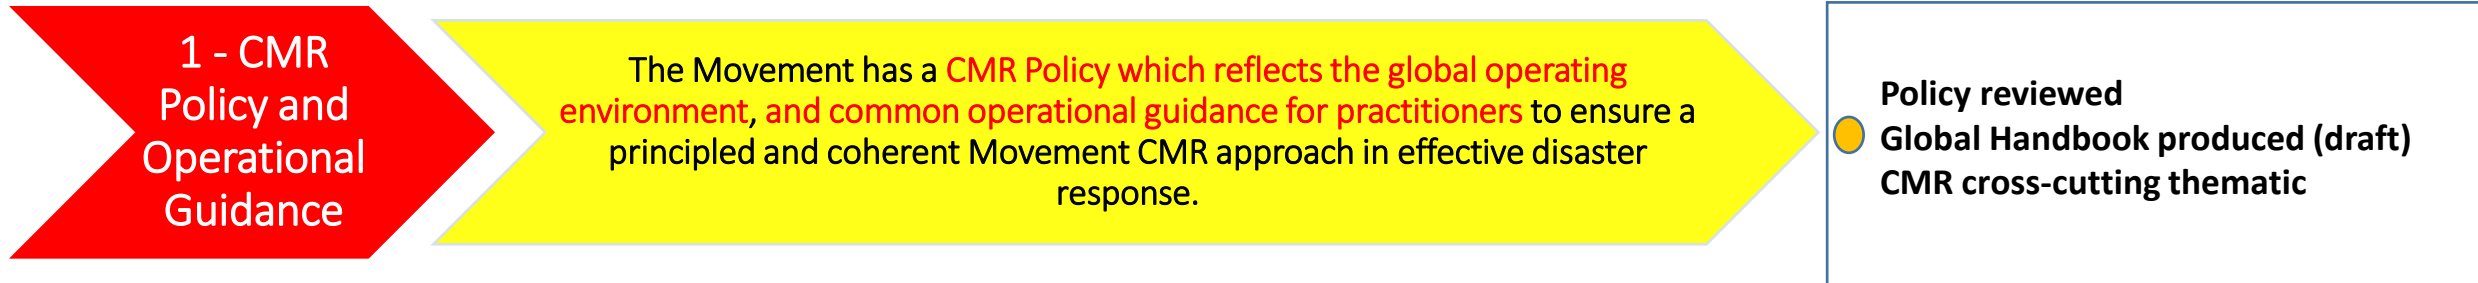 1 - CMR
Policy and
Operational
Guidance
The Movement has a CMR Policy which reflects the global operating
environment, and common operational guidance for practitioners to ensure a
principled and coherent Movement CMR approach in effective disaster
response.
Policy reviewed
Global Handbook produced (draft)
CMR cross-cutting thematic